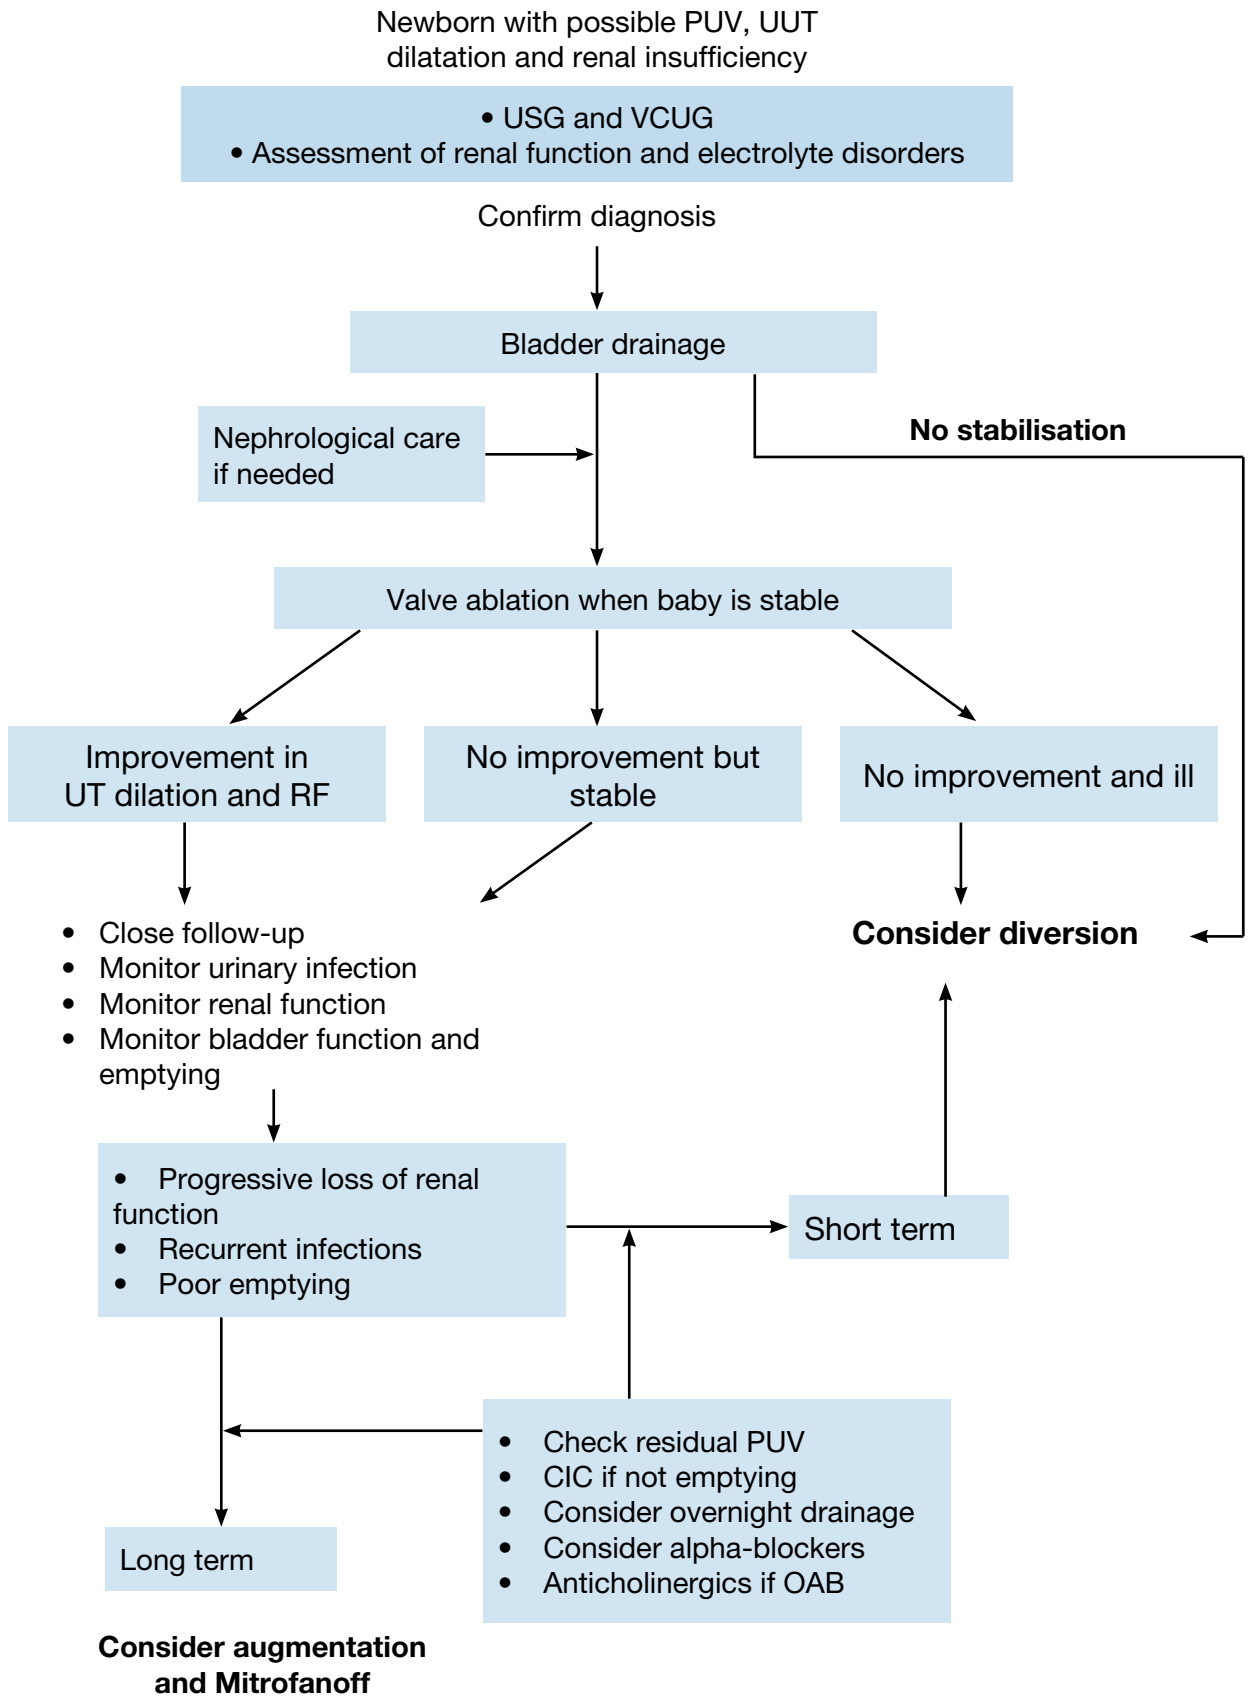 Newborn with possible PUV, UUT
dilatation and renal insufficiency
• USG and VCUG
• Assessment of renal function and electrolyte disorders
Confirm diagnosis
Bladder drainage
Nephrological care
if needed
No stabilisation
Valve ablation when baby is stable
Improvement in
UT dilation and RF
No improvement but
stable
No improvement and ill
• Close follow-up
• Monitor urinary infection
• Monitor renal function
• Monitor bladder function and
emptying
Consider diversion
• Progressive loss of renal
function
• Recurrent infections
• Poor emptying
Short term
• Check residual PUV
• CIC if not emptying
• Consider overnight drainage
• Consider alpha-blockers
• Anticholinergics if OAB
Long term
Consider augmentation
and Mitrofanoff